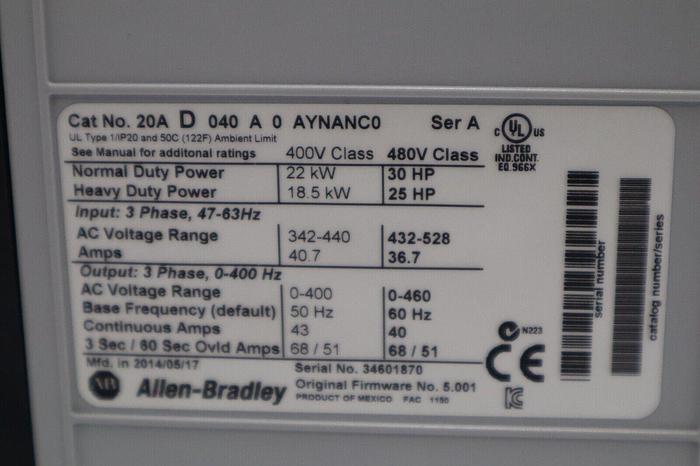 Cat No. 20A D 040 A 0 AYNANC0 Ser A
UL Type 1/IP20 and 50C (122F) Ambient Limit
See Manual for additonal ratings 400V Class 480V Class
Normal Duty Power 22 kW 30 HP
Heavy Duty Power 18.5 kW 25 HP
Input: 3 Phase, 47-63Hz
AC Voltage Range 342-440 432-528
Amps 40.7 36.7
Output: 3 Phase, 0-400 Hz
AC Voltage Range 0-400 0-460
Base Frequency (default) 50 Hz 60 Hz
Continuous Amps 43 40
3 Sec / 60 Sec Ovld Amps 68 / 51 68 / 51
Mfd. in 2014/05/17 Serial No. 34601870
AB Allen-Bradley Original Firmware No. 5.001
PRODUCT OF MEXICO FAC 1150
C UL US
LISTED
IND.CONT.
EQ.966X
N223
CE
serial number
catalog number/series